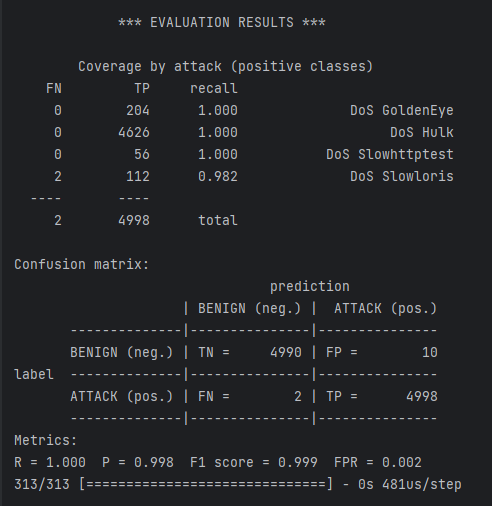 *** EVALUATION RESULTS ***
Coverage by attack (positive classes)
FN TP recall
0 204 1.000 DoS GoldenEye
0 4626 1.000 DoS Hulk
0 56 1.000 DoS Slowhttptest
2 112 0.982 DoS Slowloris
---- ----
2 4998 total
Confusion matrix:
prediction
| BENIGN (neg.) | ATTACK (pos.)
--------------|---------------|---------------
BENIGN (neg.) | TN = 4990 | FP = 10
label --------------|---------------|---------------
ATTACK (pos.) | FN = 2 | TP = 4998
--------------|---------------|---------------
Metrics:
R = 1.000 P = 0.998 F1 score = 0.999 FPR = 0.002
313/313 [==============================] - 0s 481us/step